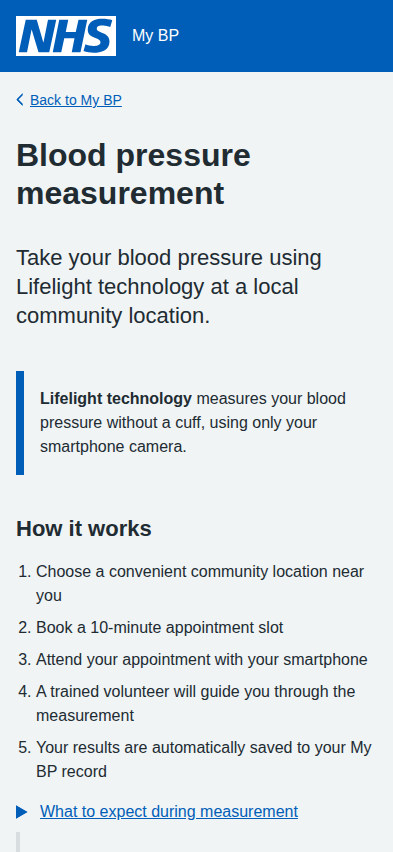 NHS My BP
Back to My BP
Blood pressure
measurement
Take your blood pressure using
Lifelight technology at a local
community location.
Lifelight technology measures your blood
pressure without a cuff, using only your
smartphone camera.
How it works
1. Choose a convenient community location near
you
2. Book a 10-minute appointment slot
3. Attend your appointment with your smartphone
4. A trained volunteer will guide you through the
measurement
5. Your results are automatically saved to your My
BP record
What to expect during measurement